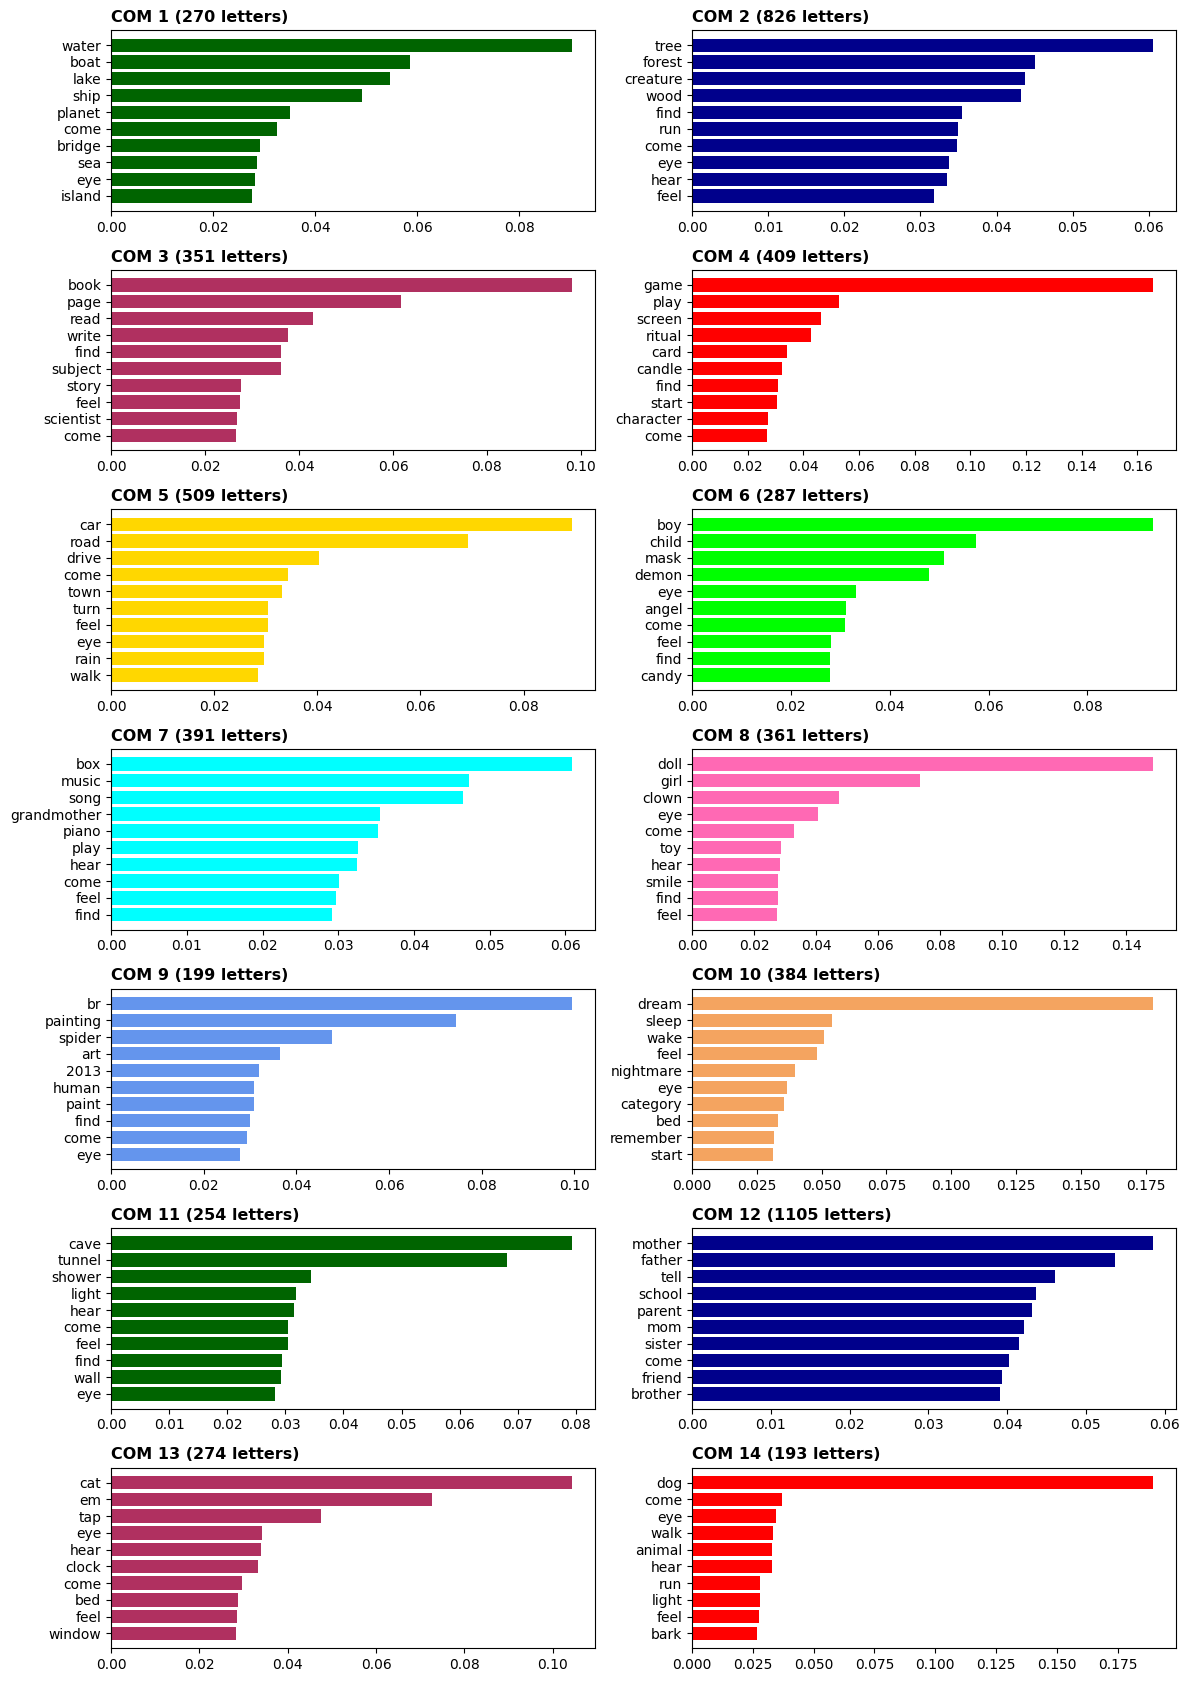 COM 1 (270 letters)
water
boat
lake
ship
planet
come
bridge
sea
eye
island
0.00 0.02 0.04 0.06 0.08
COM 2 (826 letters)
tree
forest
creature
wood
find
run
come
eye
hear
feel
0.00 0.01 0.02 0.03 0.04 0.05 0.06
COM 3 (351 letters)
book
page
read
write
find
subject
story
feel
scientist
come
0.00 0.02 0.04 0.06 0.08 0.10
COM 4 (409 letters)
game
play
screen
ritual
card
candle
find
start
character
come
0.00 0.02 0.04 0.06 0.08 0.10 0.12 0.14 0.16
COM 5 (509 letters)
car
road
drive
come
town
turn
feel
eye
rain
walk
0.00 0.02 0.04 0.06 0.08
COM 6 (287 letters)
boy
child
mask
demon
eye
angel
come
feel
find
candy
0.00 0.02 0.04 0.06 0.08
COM 7 (391 letters)
box
music
song
grandmother
piano
play
hear
come
feel
find
0.00 0.01 0.02 0.03 0.04 0.05 0.06
COM 8 (361 letters)
doll
girl
clown
eye
come
toy
hear
smile
find
feel
0.00 0.02 0.04 0.06 0.08 0.10 0.12 0.14
COM 9 (199 letters)
br
painting
spider
art
2013
human
paint
find
come
eye
0.00 0.02 0.04 0.06 0.08 0.10
COM 10 (384 letters)
dream
sleep
wake
feel
nightmare
eye
category
bed
remember
start
0.000 0.025 0.050 0.075 0.100 0.125 0.150 0.175
COM 11 (254 letters)
cave
tunnel
shower
light
hear
come
feel
find
wall
eye
0.00 0.01 0.02 0.03 0.04 0.05 0.06 0.07 0.08
COM 12 (1105 letters)
mother
father
tell
school
parent
mom
sister
come
friend
brother
0.00 0.01 0.02 0.03 0.04 0.05 0.06
COM 13 (274 letters)
cat
em
tap
eye
hear
clock
come
bed
feel
window
0.00 0.02 0.04 0.06 0.08 0.10
COM 14 (193 letters)
dog
come
eye
walk
animal
hear
run
light
feel
bark
0.000 0.025 0.050 0.075 0.100 0.125 0.150 0.175